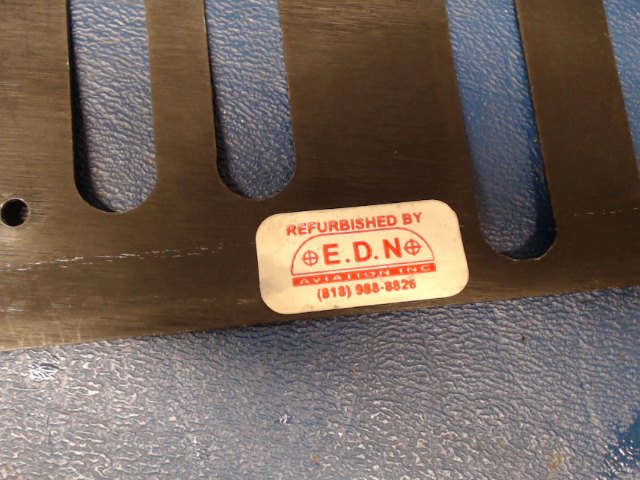 REFURBISHED BY
E.D.N
AVIATION INC
(818) 988-8826